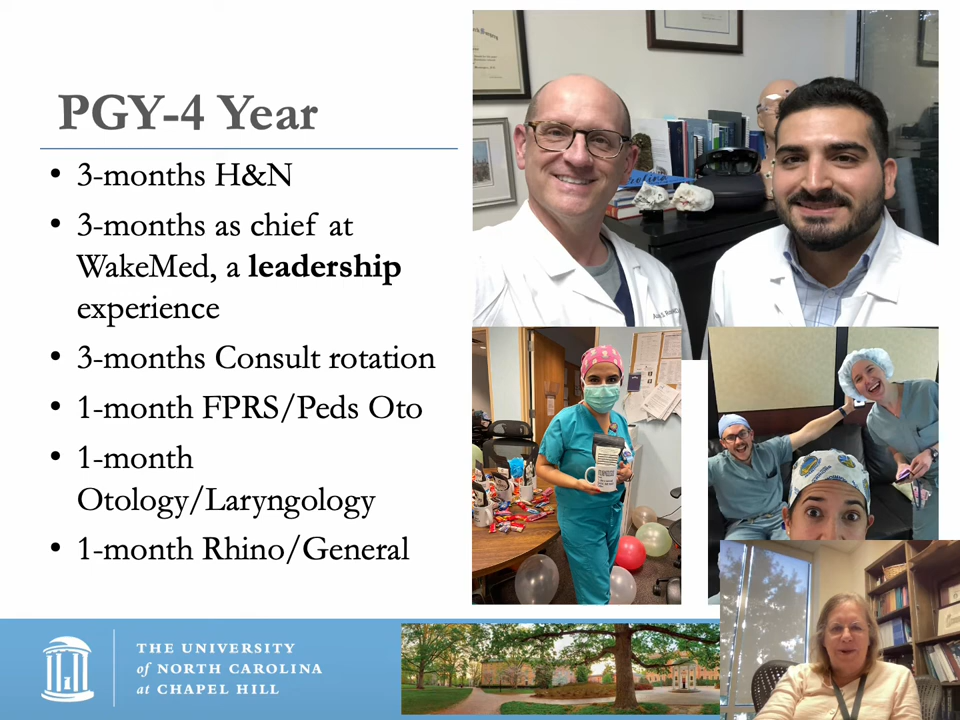 PGY-4 Year
• 3-months H&N
• 3-months as chief at
WakeMed, a leadership
experience
• 3-months Consult rotation
• 1-month FPRS/Peds Oto
• 1-month
Otology/Laryngology
• 1-month Rhino/General
THE UNIVERSITY
of NORTH CAROLINA
at CHAPEL HILL